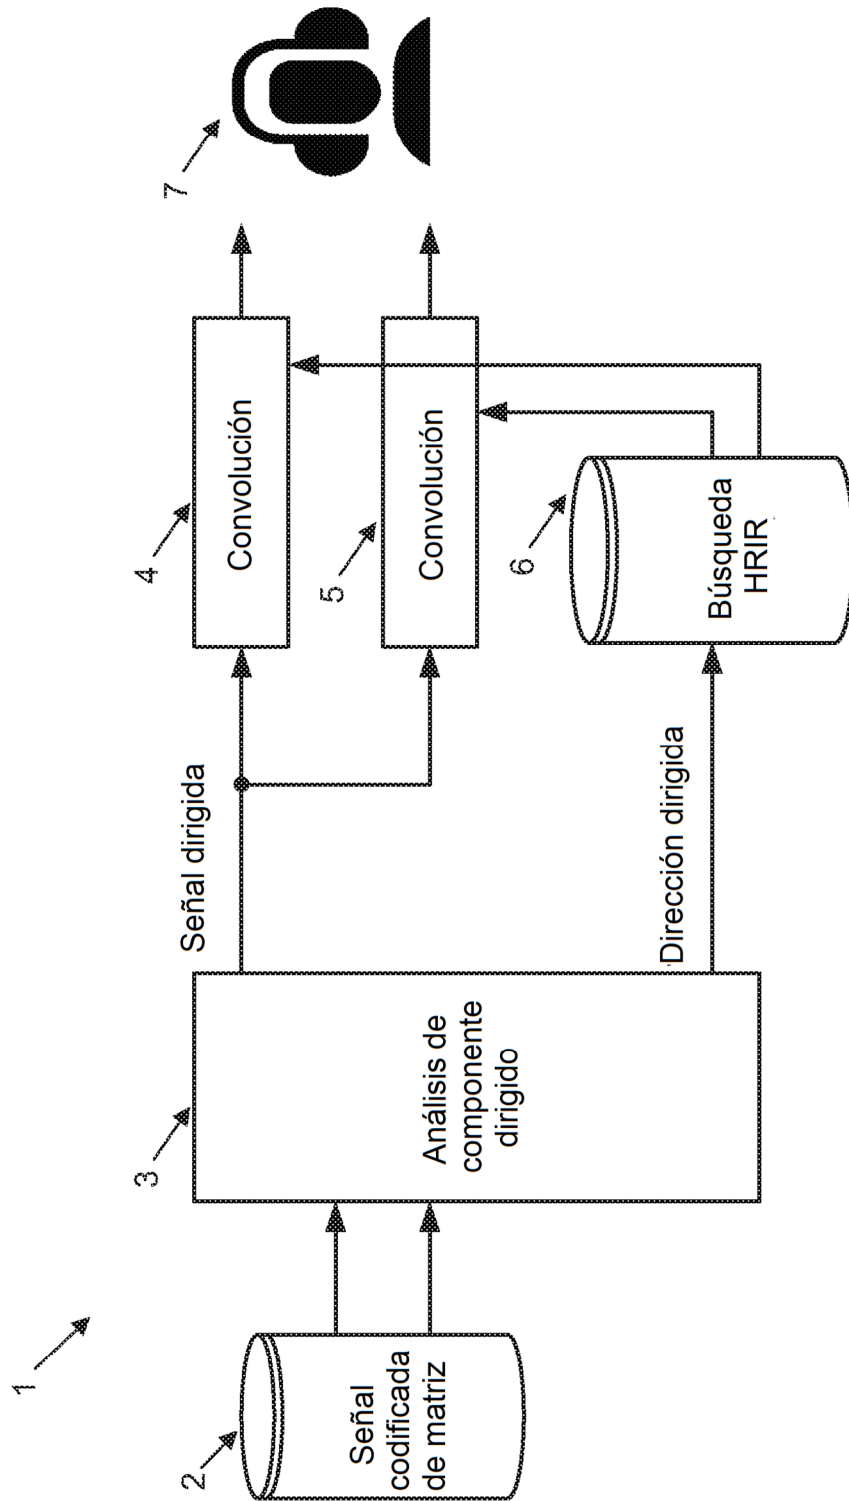 1
2
Señal
codificada
de matriz
3
Análisis de
componente
dirigido
Señal dirigida
Dirección dirigida
4
Convolución
5
Convolución
6
Búsqueda
HRIR
7